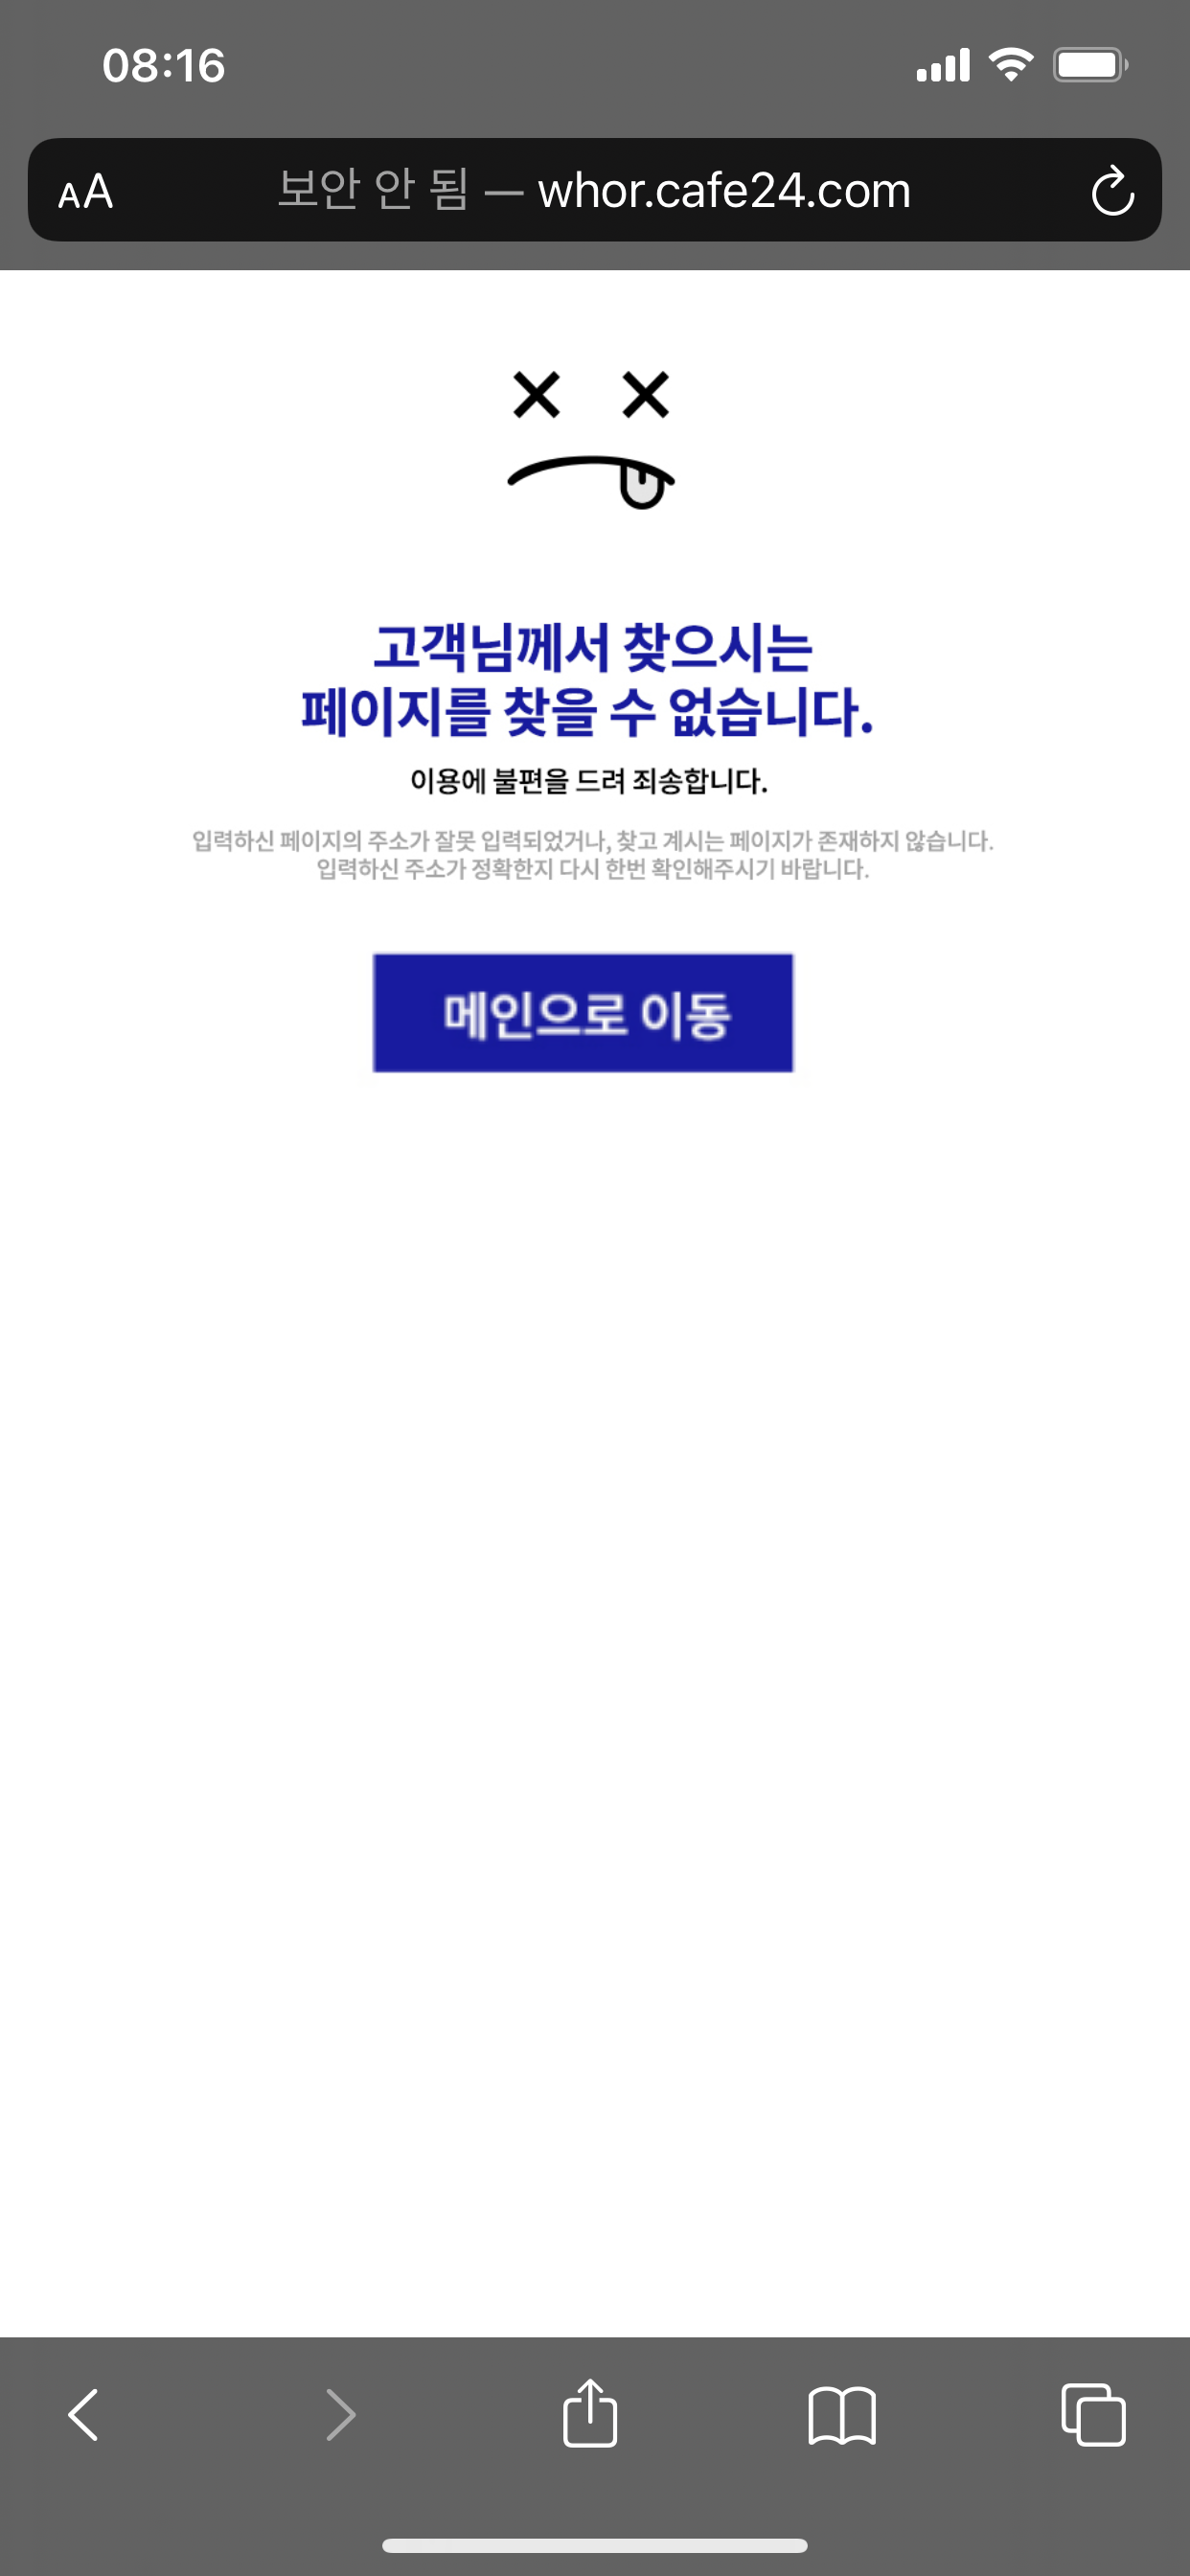 08:16
AA 보안 안 됨 — whor.cafe24.com
고객님께서 찾으시는
페이지를 찾을 수 없습니다.
이용에 불편을 드려 죄송합니다.
입력하신 페이지의 주소가 잘못 입력되었거나, 찾고 계시는 페이지가 존재하지 않습니다.
입력하신 주소가 정확한지 다시 한번 확인해주시기 바랍니다.
메인으로 이동